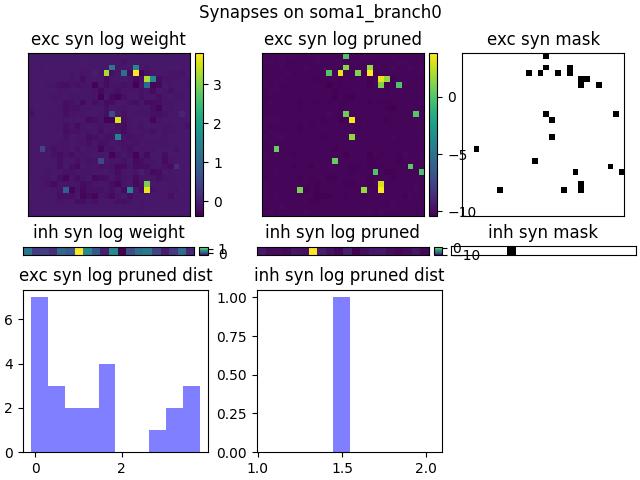 Synapses on soma1_branch0
exc syn log weight
exc syn log pruned
exc syn mask
3
2
1
0
0
−5
−10
inh syn log weight
inh syn log pruned
inh syn mask
1
0
0
10
exc syn log pruned dist
inh syn log pruned dist
6
4
2
0
0
2
1.00
0.75
0.50
0.25
0.00
1.0
1.5
2.0